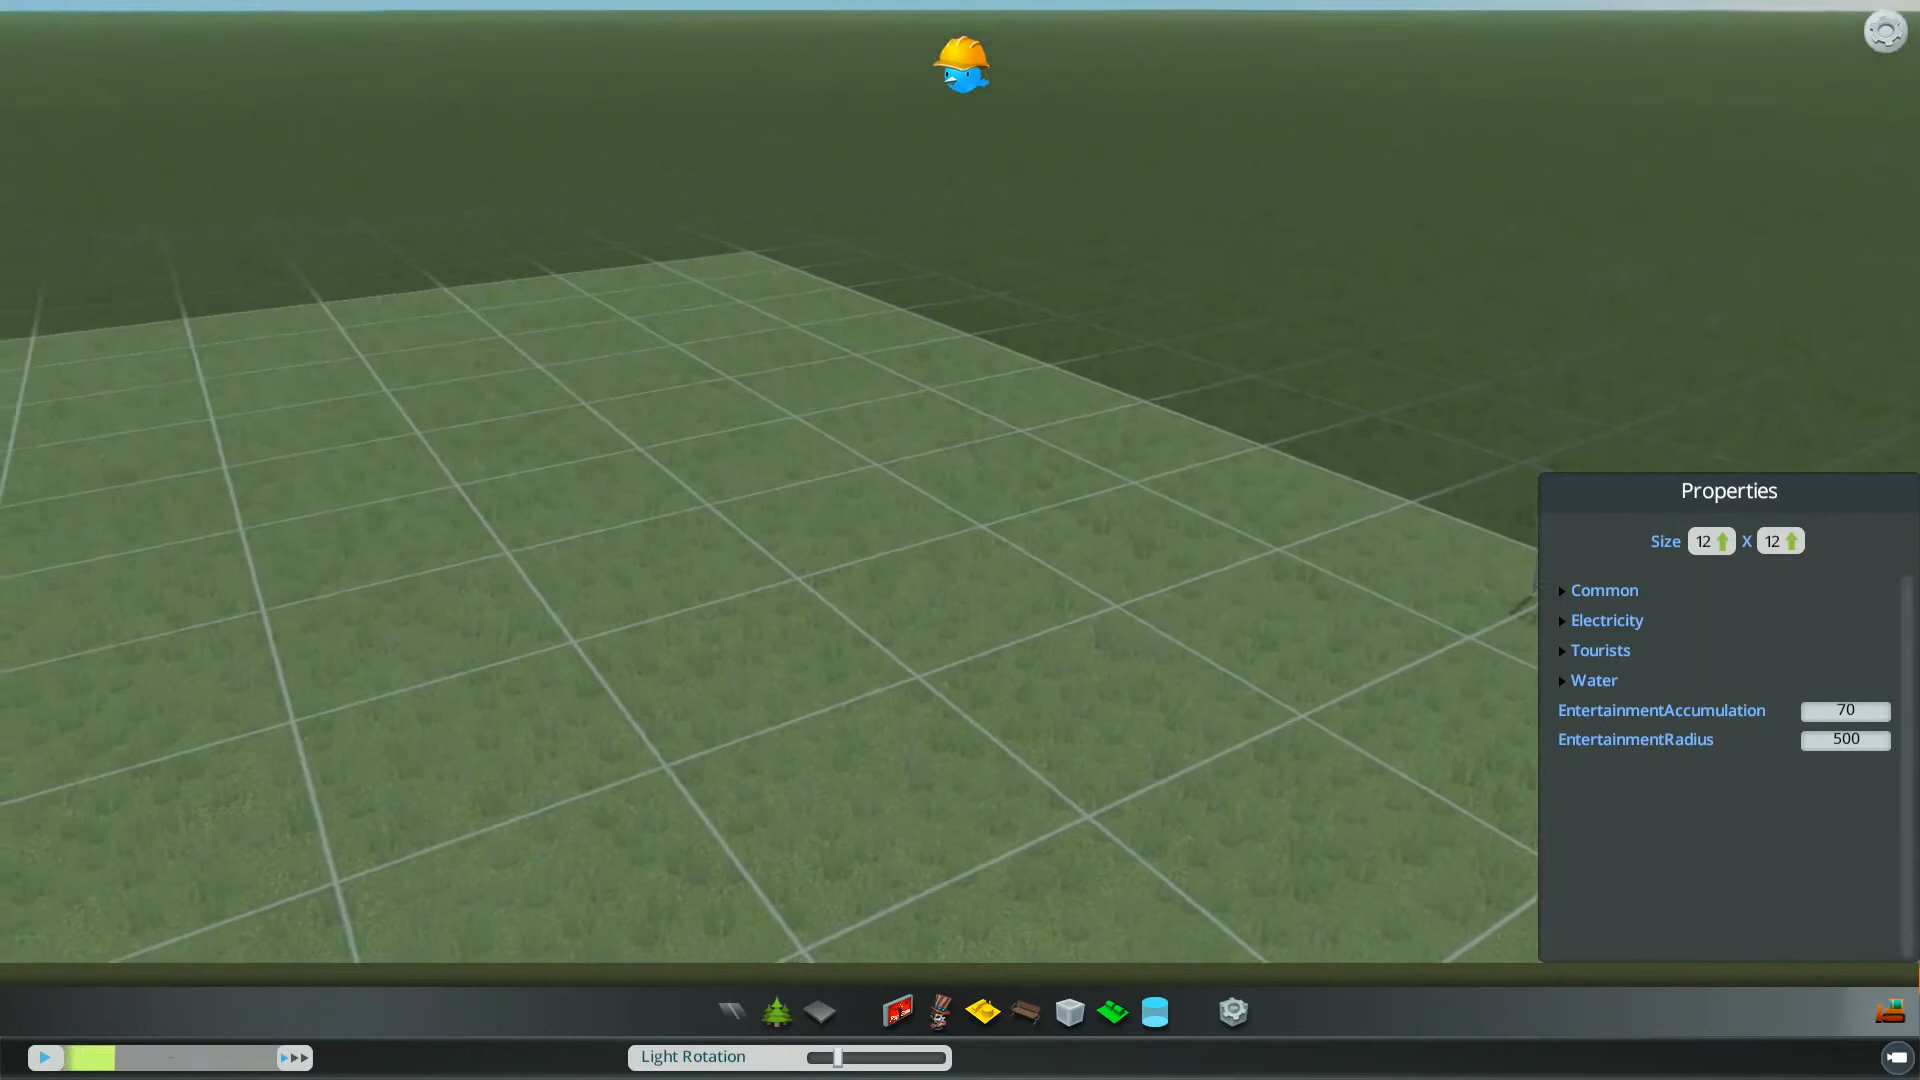 Properties
Size 12 X 12
Common
Electricity
Tourists
Water
EntertainmentAccumulation 70
EntertainmentRadius 500
Light Rotation